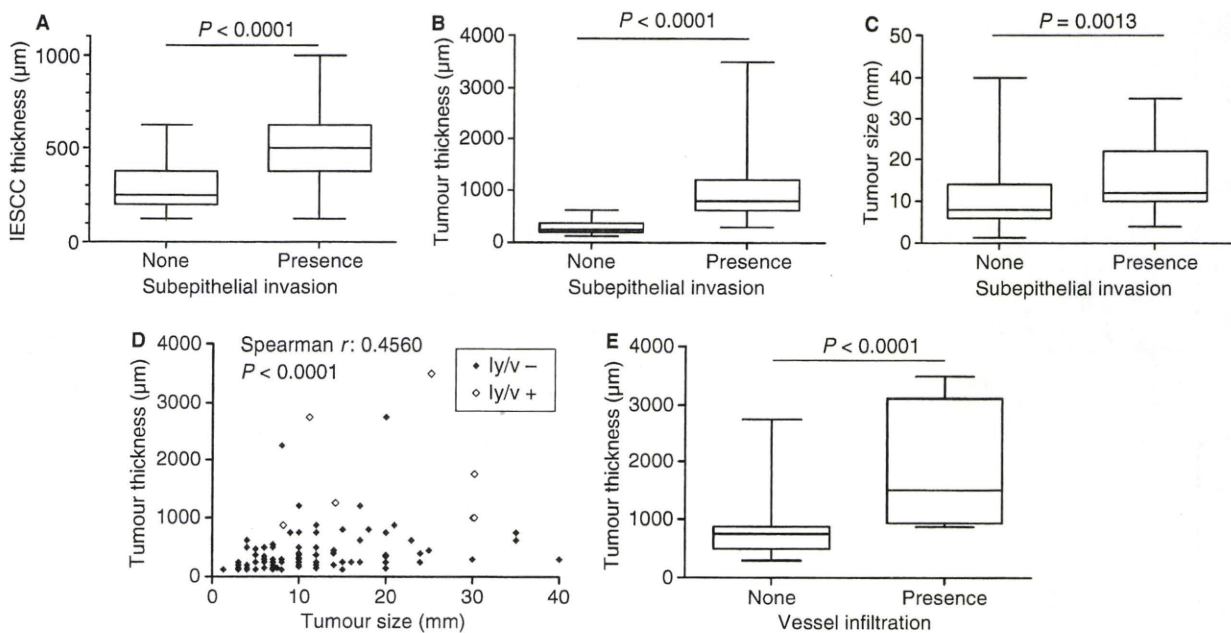 A
P < 0.0001
IESCC thickness (μm)
1000
500
0
None Presence
Subepithelial invasion
B
P < 0.0001
Tumour thickness (μm)
4000
3000
2000
1000
0
None Presence
Subepithelial invasion
C
P = 0.0013
Tumour size (mm)
50
40
30
20
10
0
None Presence
Subepithelial invasion
D
Spearman r: 0.4560
P < 0.0001
ly/v –
ly/v +
Tumour thickness (μm)
4000
3000
2000
1000
0
0 10 20 30 40
Tumour size (mm)
E
P < 0.0001
Tumour thickness (μm)
4000
3000
2000
1000
0
None Presence
Vessel infiltration